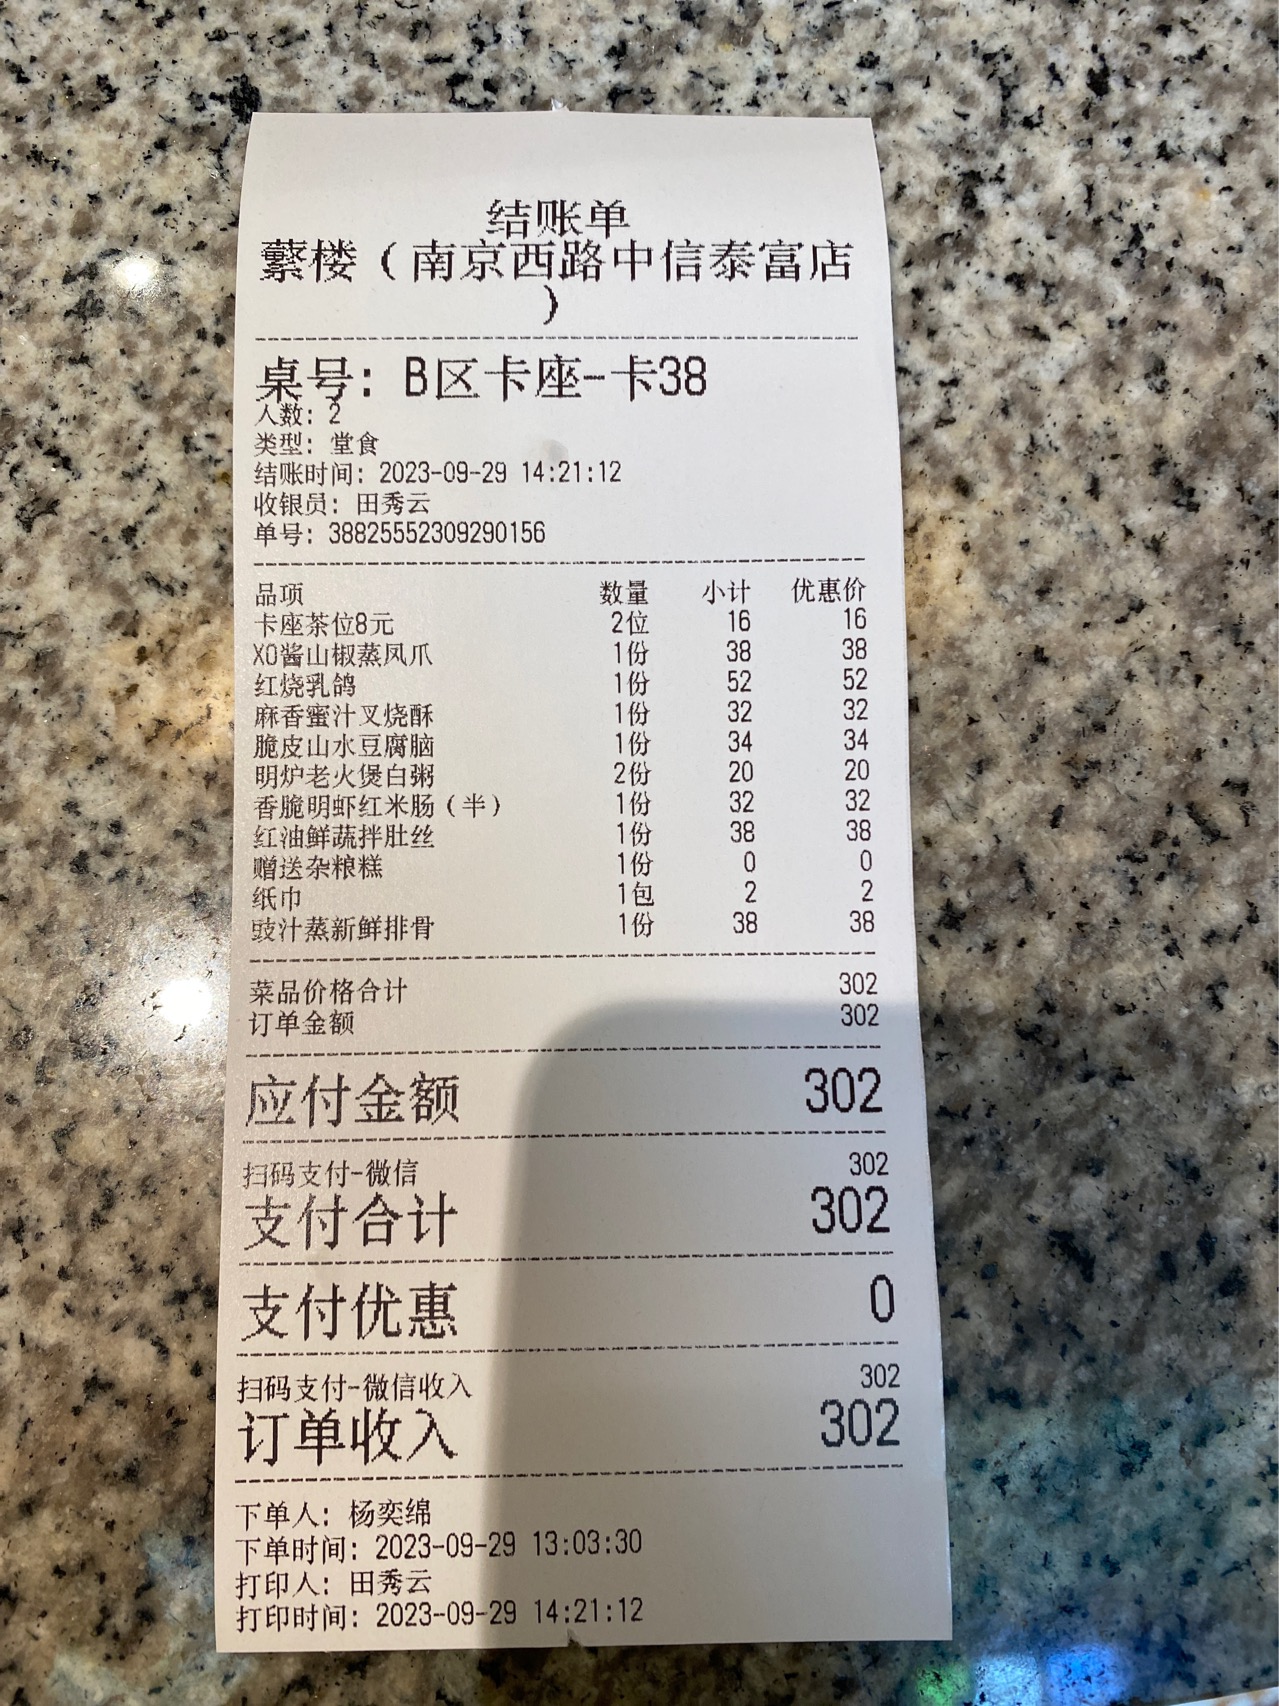 结账单
蘩楼（南京西路中信泰富店
）
桌号：B区卡座-卡38
人数：2
类型：堂食
结账时间：2023-09-29 14:21:12
收银员：田秀云
单号：388255552309290156
品项 数量 小计 优惠价
卡座茶位8元 2位 16 16
XO酱山椒蒸凤爪 1份 38 38
红烧乳鸽 1份 52 52
麻香蜜汁叉烧酥 1份 32 32
脆皮山水豆腐脑 1份 34 34
明炉老火煲白粥 2份 20 20
香脆明虾红米肠（半） 1份 32 32
红油鲜蔬拌肚丝 1份 38 38
赠送杂粮糕 1份 0 0
纸巾 1包 2 2
豉汁蒸新鲜排骨 1份 38 38
菜品价格合计 302
订单金额 302
应付金额 302
扫码支付-微信 302
支付合计 302
支付优惠 0
扫码支付-微信收入 302
订单收入 302
下单人：杨奕绵
下单时间：2023-09-29 13:03:30
打印人：田秀云
打印时间：2023-09-29 14:21:12